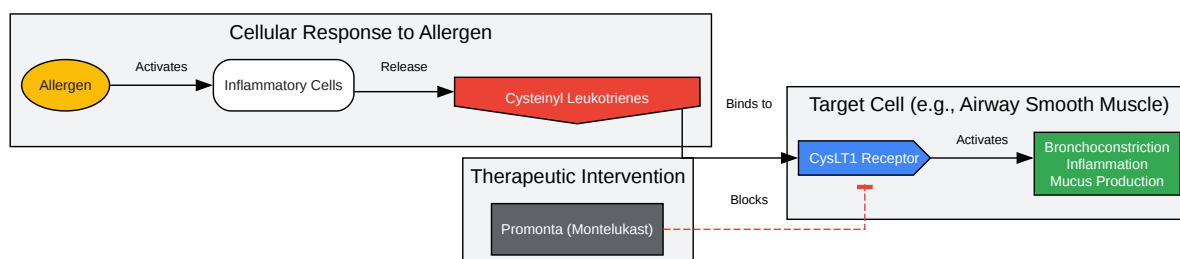 Cellular Response to Allergen
Allergen
Activates
Inflammatory Cells
Release
Cysteinyl Leukotrienes
Binds to
Target Cell (e.g., Airway Smooth Muscle)
CysLT1 Receptor
Activates
Bronchoconstriction
Inflammation
Mucus Production
Therapeutic Intervention
Promonta (Montelukast)
Blocks